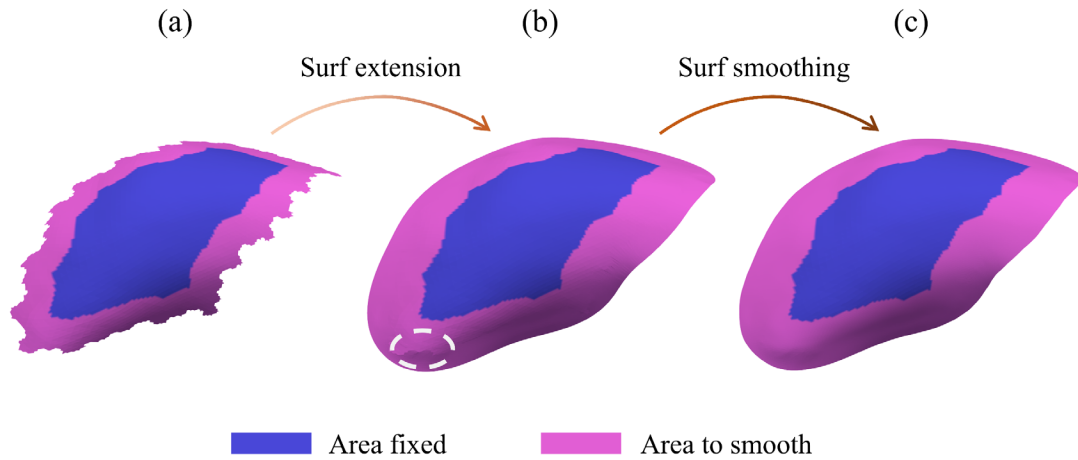 (a)
(b)
(c)
Surf extension
Surf smoothing
Area fixed
Area to smooth